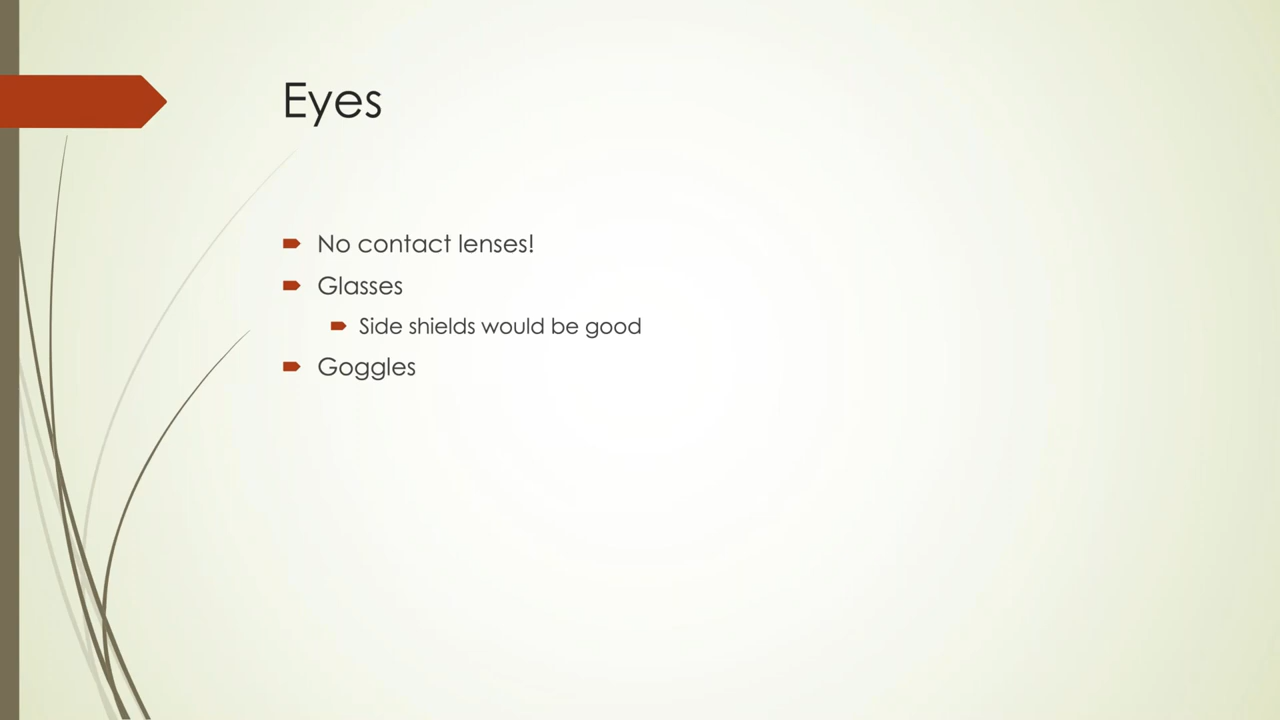 Eyes
No contact lenses!
Glasses
Side shields would be good
Goggles